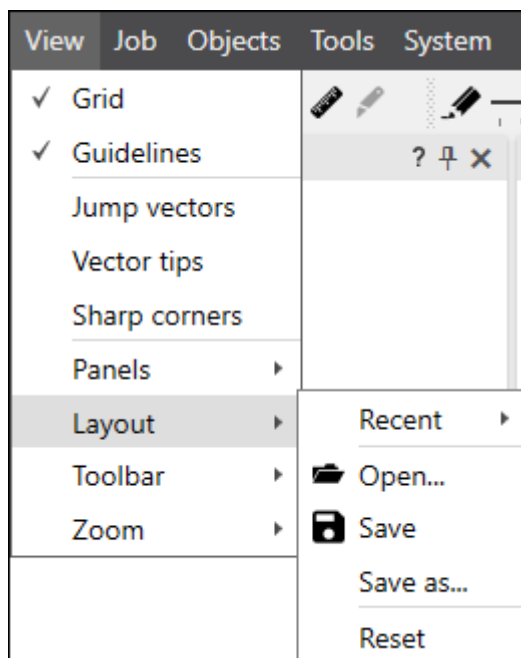 View Job Objects Tools System
✓ Grid
✓ Guidelines
? 
Jump vectors
Vector tips
Sharp corners
Panels
Layout
Toolbar
Zoom
Recent
Open...
Save
Save as...
Reset